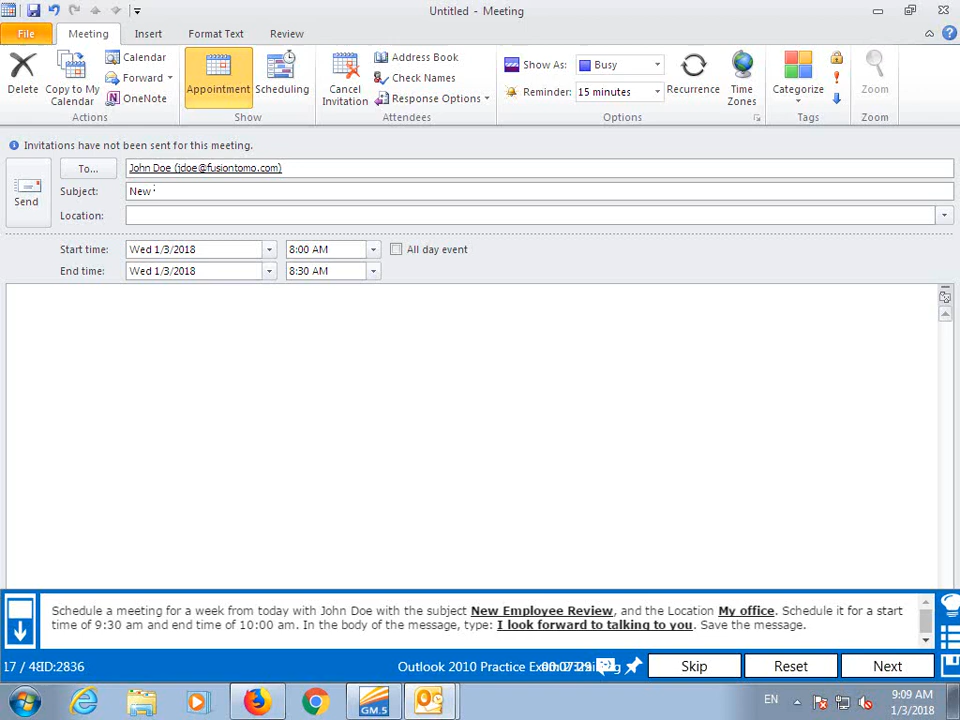 Untitled - Meeting
File Meeting Insert Format Text Review
Delete
Copy to My Calendar
Calendar
Forward
OneNote
Actions
Appointment
Scheduling
Show
Cancel Invitation
Address Book
Check Names
Response Options
Attendees
Show As: Busy
Reminder: 15 minutes
Recurrence
Time Zones
Options
Categorize
Tags
Zoom
Zoom
Invitations have not been sent for this meeting.
Send
To... John Doe (jdoe@fusiontomo.com)
Subject: New
Location:
Start time: Wed 1/3/2018 8:00 AM All day event
End time: Wed 1/3/2018 8:30 AM
Schedule a meeting for a week from today with John Doe with the subject New Employee Review, and the Location My office. Schedule it for a start
time of 9:30 am and end time of 10:00 am. In the body of the message, type: I look forward to talking to you. Save the message.
17 / 48 ID:2836 Outlook 2010 Practice Skip Reset Next
GM.5 EN 9:09 AM
1/3/2018